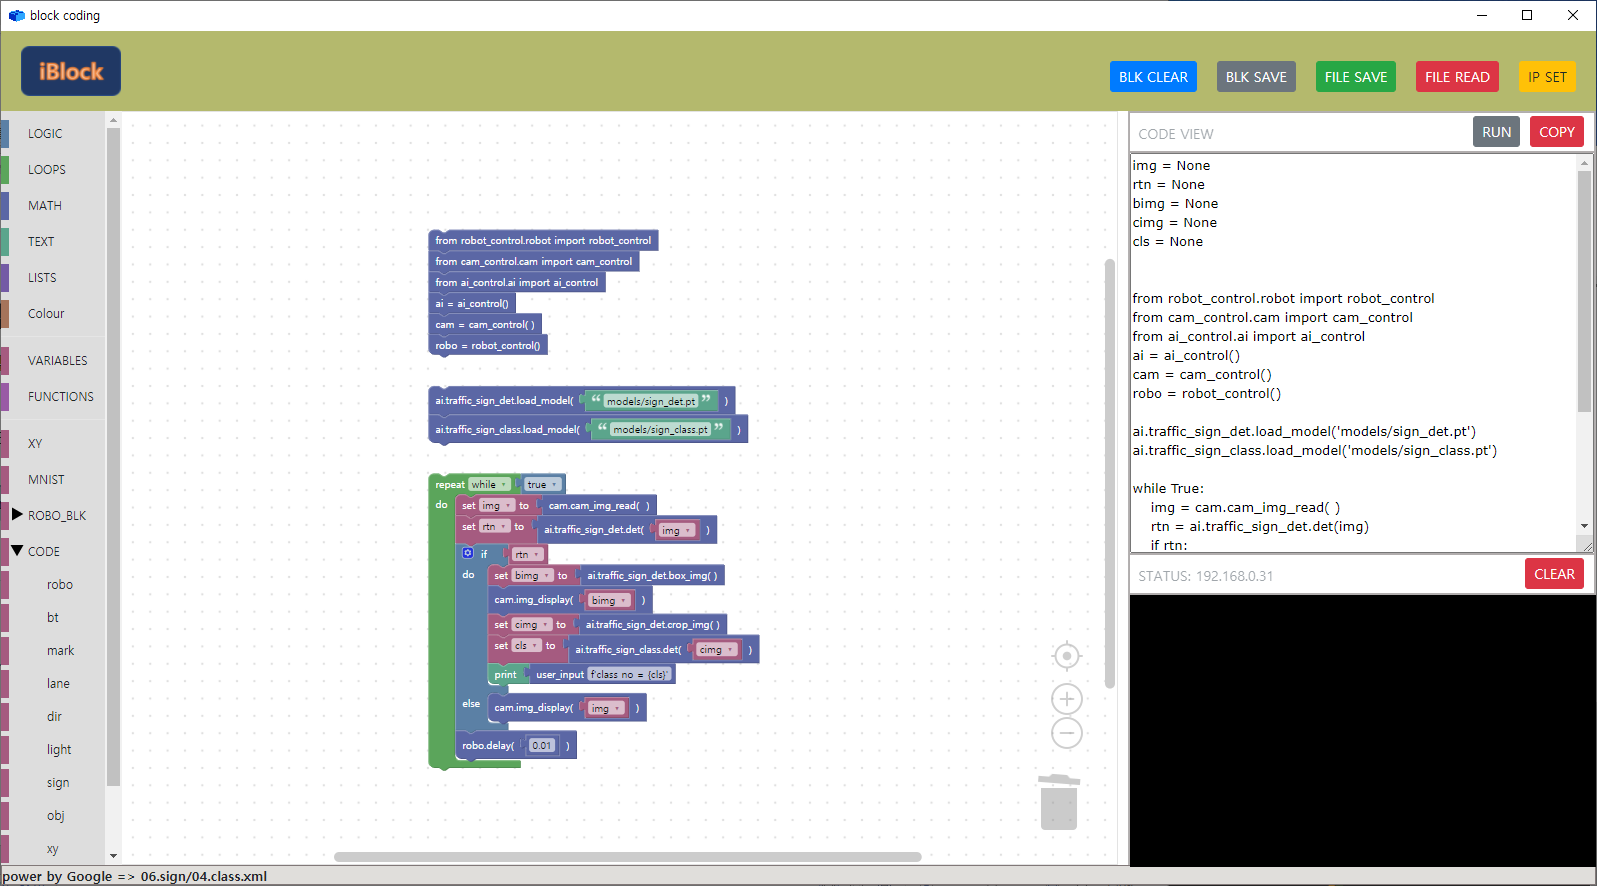 block coding
iBlock
BLK CLEAR
BLK SAVE
FILE SAVE
FILE READ
IP SET
LOGIC
LOOPS
MATH
TEXT
LISTS
Colour
VARIABLES
FUNCTIONS
XY
MNIST
ROBO_BLK
CODE
robo
bt
mark
lane
dir
light
sign
obj
xy
from robot_control.robot import robot_control
from cam_control.cam import cam_control
from ai_control.ai import ai_control
ai = ai_control()
cam = cam_control( )
robo = robot_control()
ai.traffic_sign_det.load_model( “ models/sign_det.pt ” )
ai.traffic_sign_class.load_model( “ models/sign_class.pt ” )
repeat while true
do set img to cam.cam_img_read( )
set rtn to ai.traffic_sign_det.det( img )
if rtn
do set bimg to ai.traffic_sign_det.box_img( )
cam.img_display( bimg )
set cimg to ai.traffic_sign_det.crop_img( )
set cls to ai.traffic_sign_class.det( cimg )
print user_input f'class no = {cls}'
else cam.img_display( img )
robo.delay( 0.01 )
CODE VIEW
RUN
COPY
img = None
rtn = None
bimg = None
cimg = None
cls = None
from robot_control.robot import robot_control
from cam_control.cam import cam_control
from ai_control.ai import ai_control
ai = ai_control()
cam = cam_control()
robo = robot_control()
ai.traffic_sign_det.load_model('models/sign_det.pt')
ai.traffic_sign_class.load_model('models/sign_class.pt')
while True:
img = cam.cam_img_read( )
rtn = ai.traffic_sign_det.det(img)
if rtn:
STATUS: 192.168.0.31
CLEAR
power by Google => 06.sign/04.class.xml